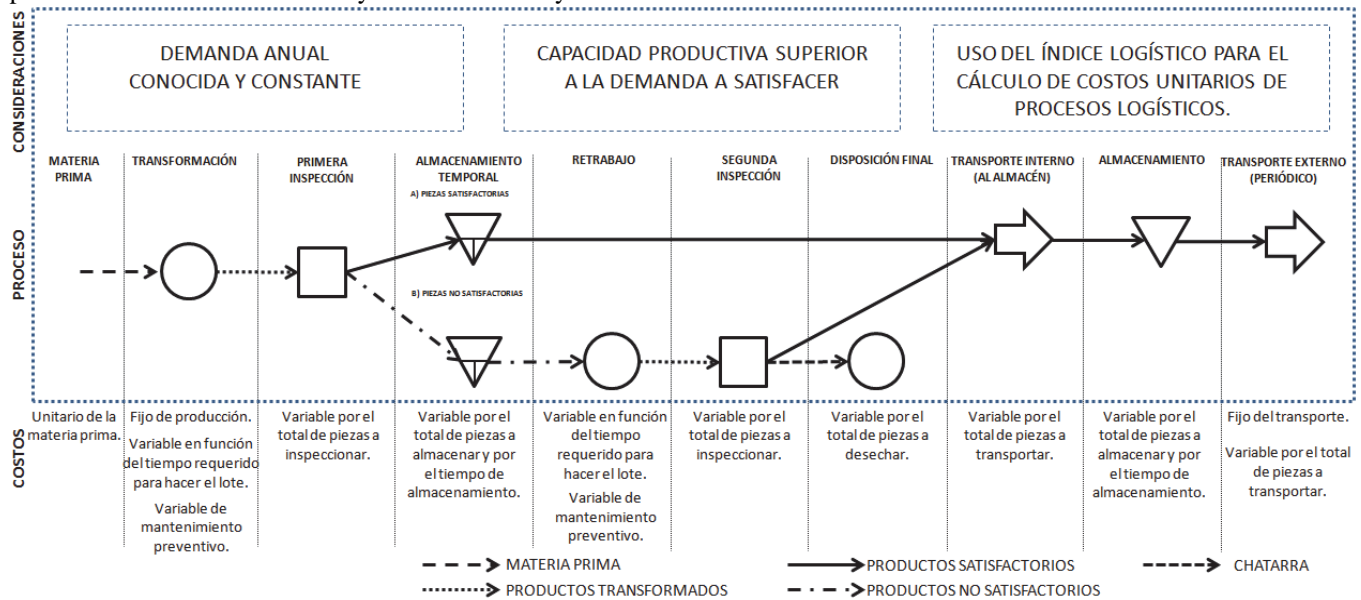 CONSIDERACIONES
DEMANDA ANUAL
CONOCIDA Y CONSTANTE
CAPACIDAD PRODUCTIVA SUPERIOR
A LA DEMANDA A SATISFACER
USO DEL ÍNDICE LOGÍSTICO PARA EL
CÁLCULO DE COSTOS UNITARIOS DE
PROCESOS LOGÍSTICOS.
MATERIA
PRIMA
TRANSFORMACIÓN
PRIMERA
INSPECCIÓN
ALMACENAMIENTO
TEMPORAL
RETRABAJO
SEGUNDA
INSPECCIÓN
DISPOSICIÓN FINAL
TRANSPORTE INTERNO
(AL ALMACÉN)
ALMACENAMIENTO
TRANSPORTE EXTERNO
(PERIÓDICO)
PROCESO
A) PIEZAS SATISFACTORIAS
B) PIEZAS NO SATISFACTORIAS
COSTOS
Unitario de la
materia prima.
Fijo de producción.
Variable en función
del tiempo requerido
para hacer el lote.
Variable de
mantenimiento
preventivo.
Variable por el
total de piezas a
inspeccionar.
Variable por el
total de piezas a
almacenar y por
el tiempo de
almacenamiento.
Variable en función
del tiempo
requerido para
hacer el lote.
Variable de
mantenimiento
preventivo.
Variable por el
total de piezas a
inspeccionar.
Variable por el
total de piezas a
desechar.
Variable por el
total de piezas a
transportar.
Variable por el
total de piezas a
almacenar y por
el tiempo de
almacenamiento.
Fijo del transporte.
Variable por el total
de piezas a
transportar.
MATERIA PRIMA
PRODUCTOS SATISFACTORIOS
CHATARRA
PRODUCTOS TRANSFORMADOS
PRODUCTOS NO SATISFACTORIOS